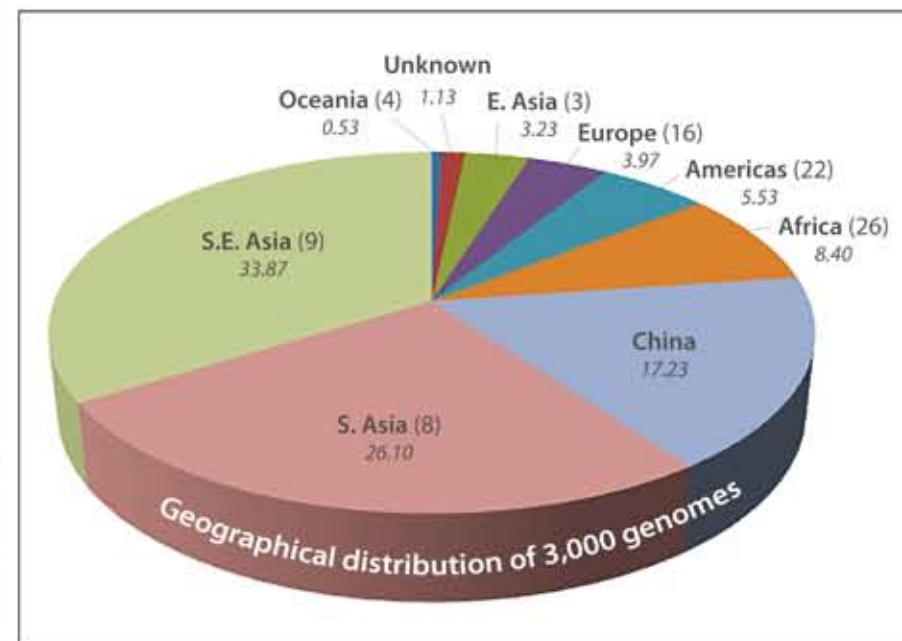 Unknown
1.13
Oceania (4)
0.53
E. Asia (3)
3.23
Europe (16)
3.97
Americas (22)
5.53
Africa (26)
8.40
S.E. Asia (9)
33.87
China
17.23
S. Asia (8)
26.10
Geographical distribution of 3,000 genomes